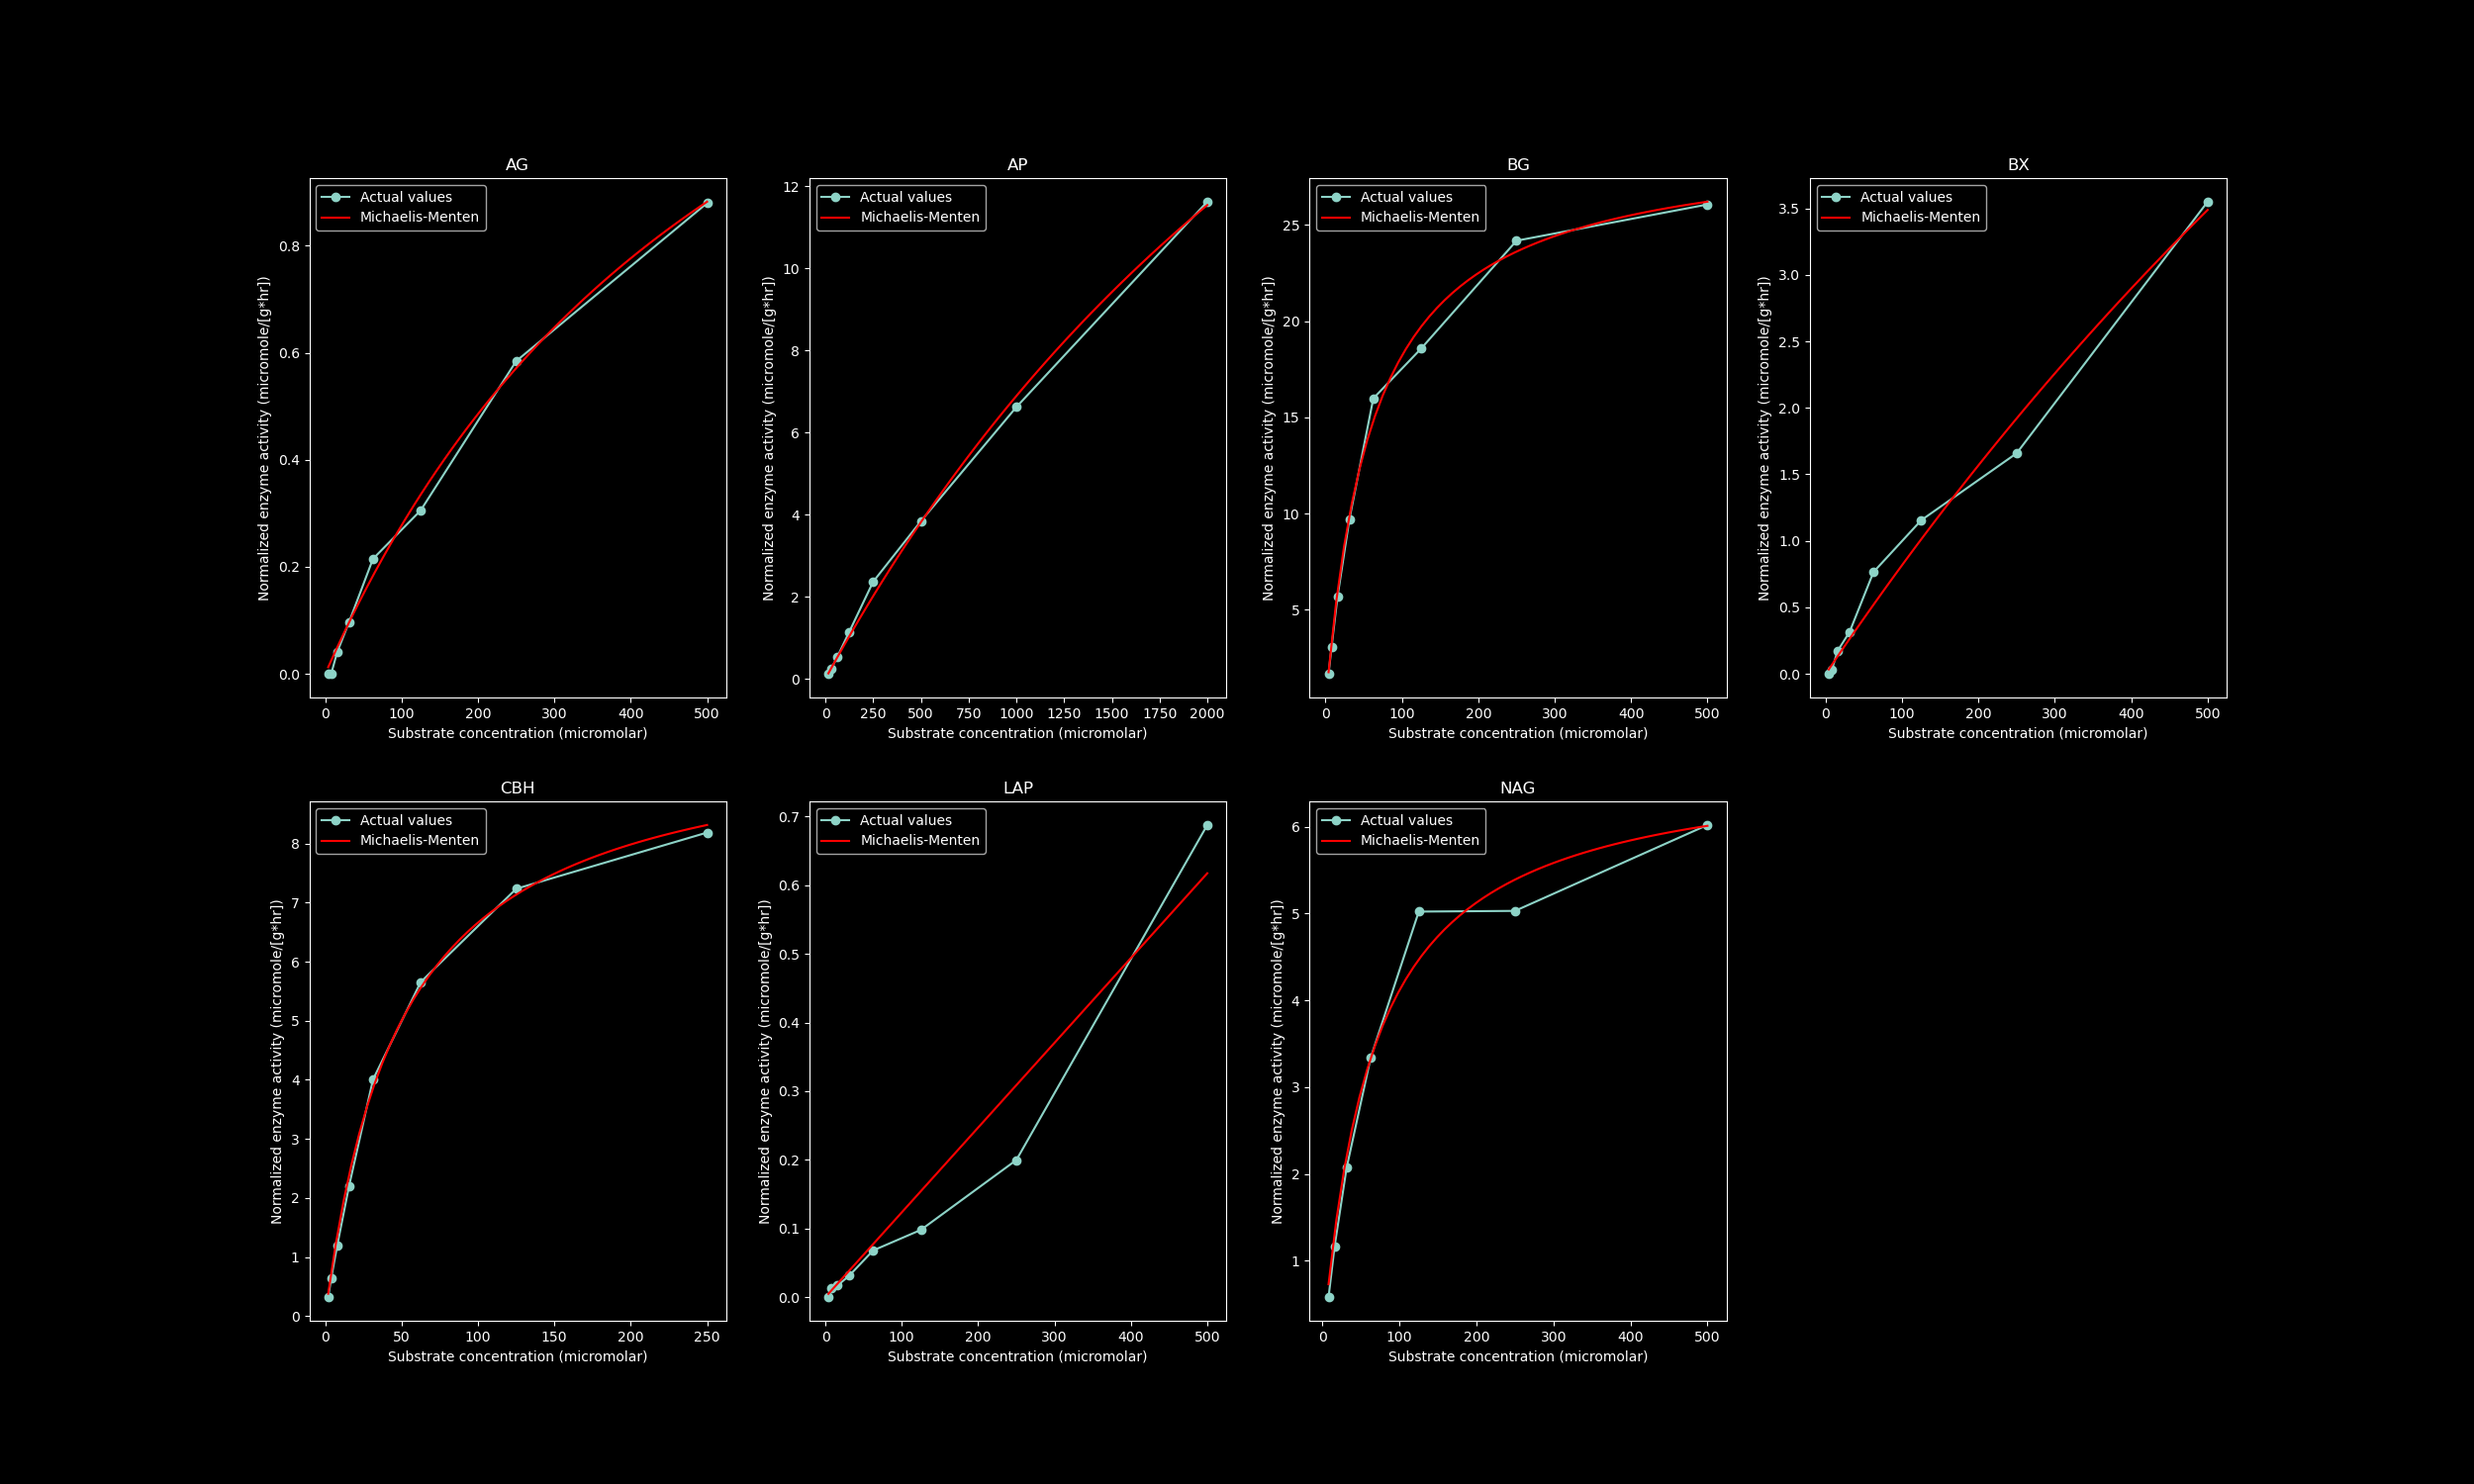 AG
Actual values
Michaelis-Menten
Normalized enzyme activity (micromole/[g*hr])
0.8
0.6
0.4
0.2
0.0
0 100 200 300 400 500
Substrate concentration (micromolar)
AP
Actual values
Michaelis-Menten
Normalized enzyme activity (micromole/[g*hr])
12
10
8
6
4
2
0
0 250 500 750 1000 1250 1500 1750 2000
Substrate concentration (micromolar)
BG
Actual values
Michaelis-Menten
Normalized enzyme activity (micromole/[g*hr])
25
20
15
10
5
0 100 200 300 400 500
Substrate concentration (micromolar)
BX
Actual values
Michaelis-Menten
Normalized enzyme activity (micromole/[g*hr])
3.5
3.0
2.5
2.0
1.5
1.0
0.5
0.0
0 100 200 300 400 500
Substrate concentration (micromolar)
CBH
Actual values
Michaelis-Menten
Normalized enzyme activity (micromole/[g*hr])
8
7
6
5
4
3
2
1
0
0 50 100 150 200 250
Substrate concentration (micromolar)
LAP
Actual values
Michaelis-Menten
Normalized enzyme activity (micromole/[g*hr])
0.7
0.6
0.5
0.4
0.3
0.2
0.1
0.0
0 100 200 300 400 500
Substrate concentration (micromolar)
NAG
Actual values
Michaelis-Menten
Normalized enzyme activity (micromole/[g*hr])
6
5
4
3
2
1
0 100 200 300 400 500
Substrate concentration (micromolar)